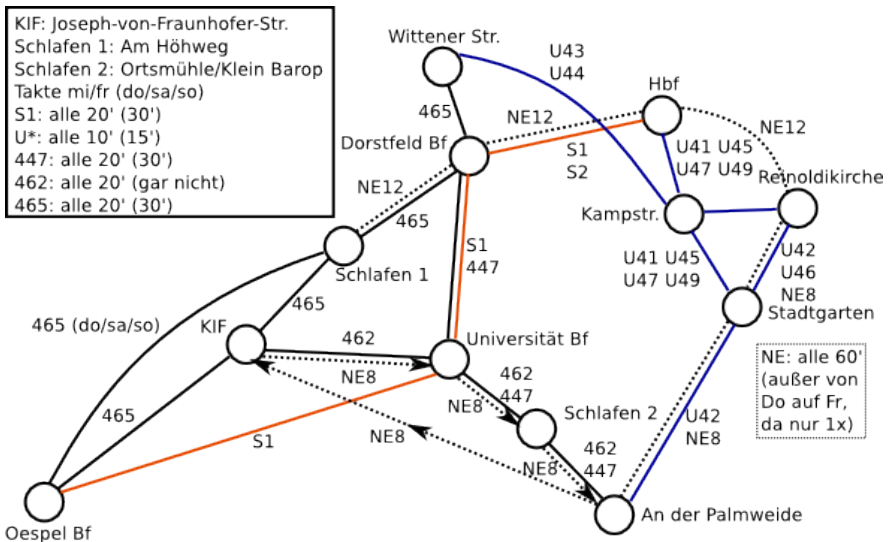 KIF: Joseph-von-Fraunhofer-Str.
Schlafen 1: Am Höhweg
Schlafen 2: Ortsmühle/Klein Barop
Takte mi/fr (do/sa/so)
S1: alle 20' (30')
U*: alle 10' (15')
447: alle 20' (30')
462: alle 20' (gar nicht)
465: alle 20' (30')
Wittener Str.
U43
U44
Hbf
465
NE12
NE12
Dorstfeld Bf
S1
S2
U41 U45
U47 U49
Reinoldikirche
NE12
465
Kampstr.
Schlafen 1
S1
447
U41 U45
U47 U49
U42
U46
NE8
465
Stadtgarten
465 (do/sa/so)
KIF
462
Universität Bf
NE8
NE: alle 60'
(außer von
Do auf Fr,
da nur 1x)
462
447
NE8
Schlafen 2
465
S1
NE8
462
447
NE8
U42
NE8
An der Palmweide
Oespel Bf